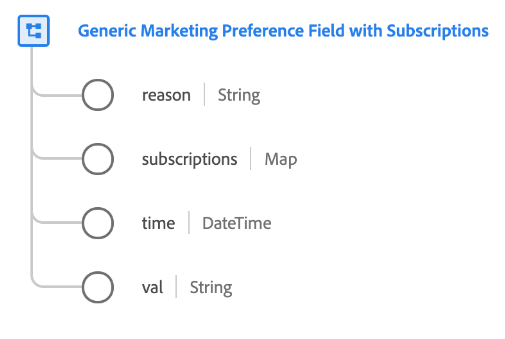 Generic Marketing Preference Field with Subscriptions
reason String
subscriptions Map
time DateTime
val String